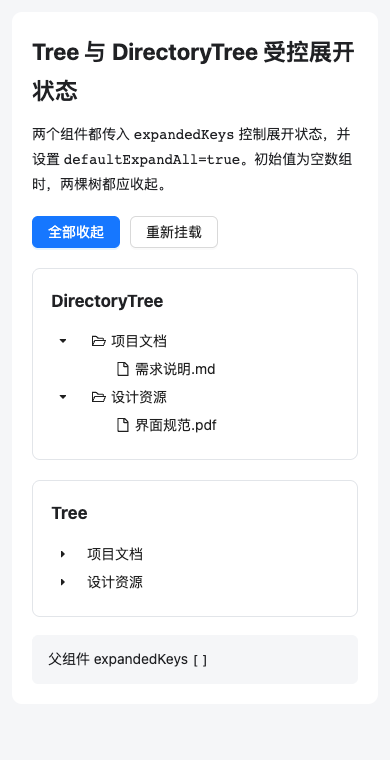 Tree 与 DirectoryTree 受控展开
状态
两个组件都传入 expandedKeys 控制展开状态，并
设置 defaultExpandAll=true。初始值为空数组
时，两棵树都应收起。
全部收起 重新挂载
DirectoryTree
项目文档
需求说明.md
设计资源
界面规范.pdf
Tree
项目文档
设计资源
父组件 expandedKeys []